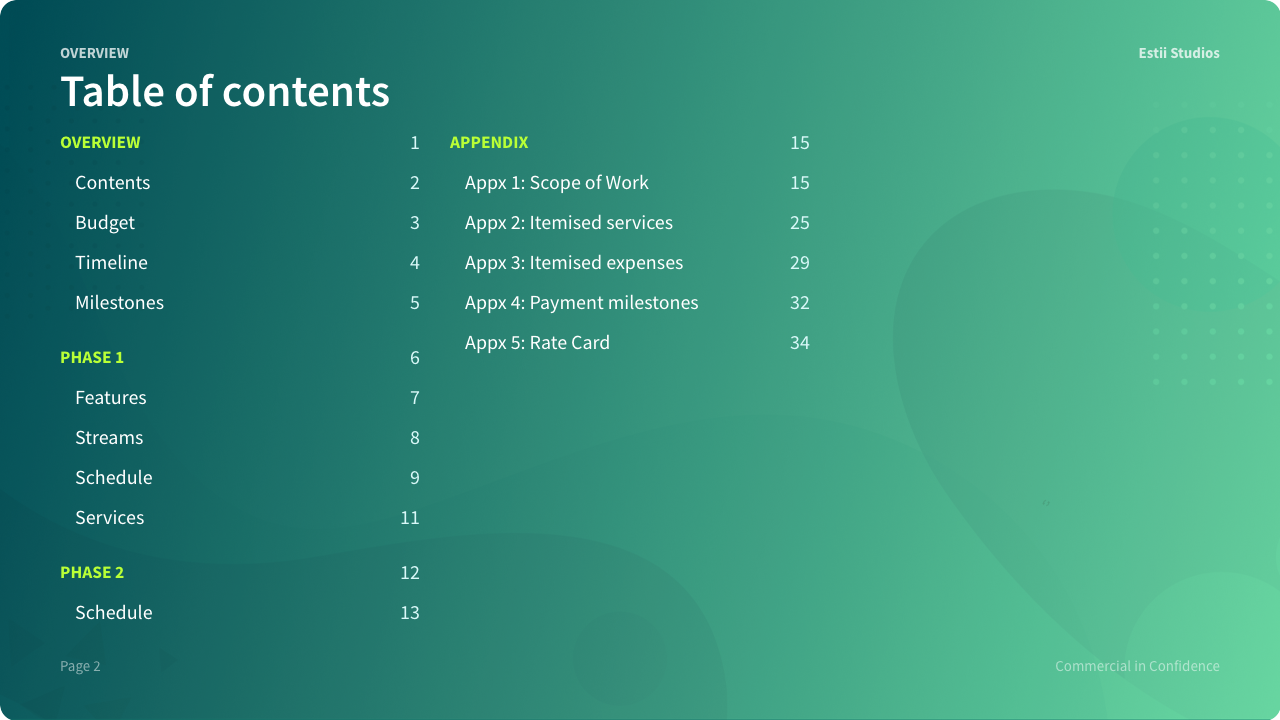 OVERVIEW
Estii Studios
Table of contents
OVERVIEW 1
Contents 2
Budget 3
Timeline 4
Milestones 5
PHASE 1 6
Features 7
Streams 8
Schedule 9
Services 11
PHASE 2 12
Schedule 13
APPENDIX 15
Appx 1: Scope of Work 15
Appx 2: Itemised services 25
Appx 3: Itemised expenses 29
Appx 4: Payment milestones 32
Appx 5: Rate Card 34
Page 2
Commercial in Confidence